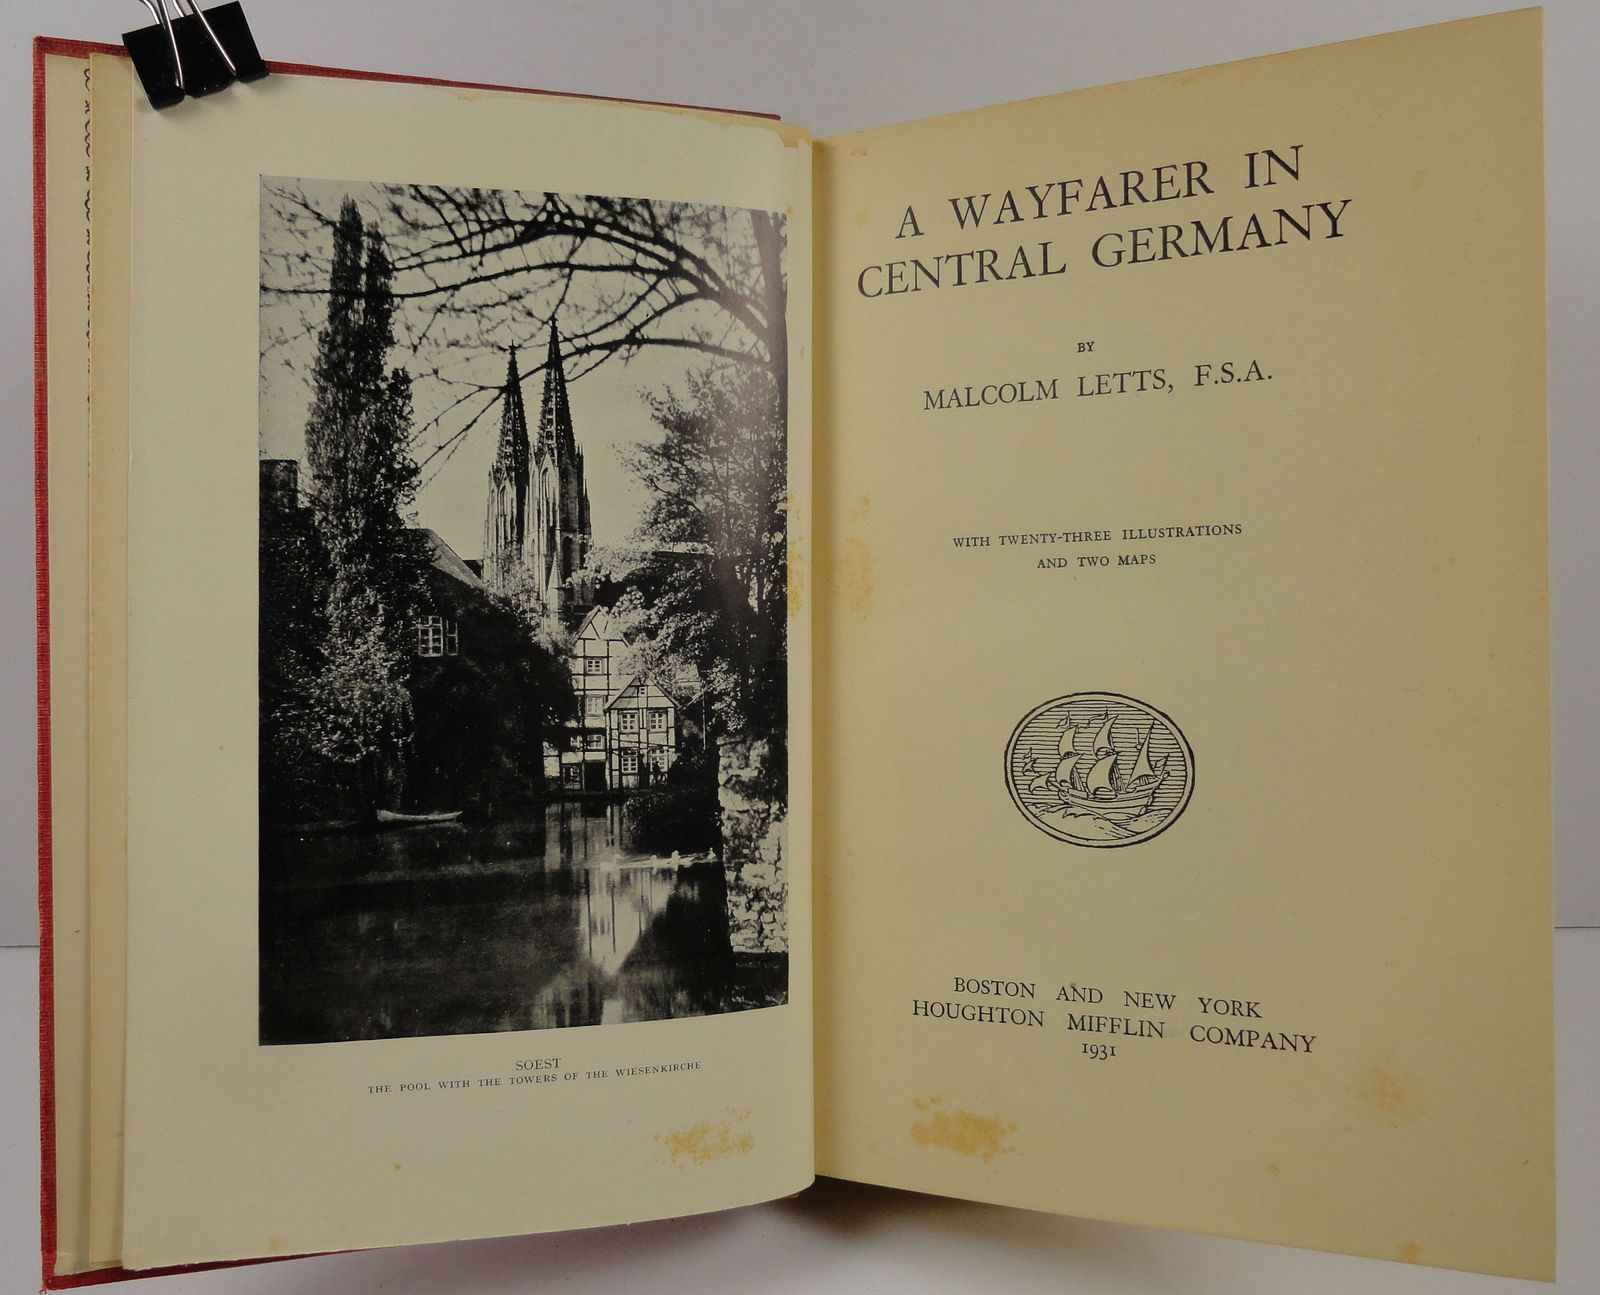 SOEST
THE POOL WITH THE TOWERS OF THE WIESENKIRCHE
A WAYFARER IN
CENTRAL GERMANY
BY
MALCOLM LETTS, F.S.A.
WITH TWENTY-THREE ILLUSTRATIONS
AND TWO MAPS
BOSTON AND NEW YORK
HOUGHTON MIFFLIN COMPANY
1931